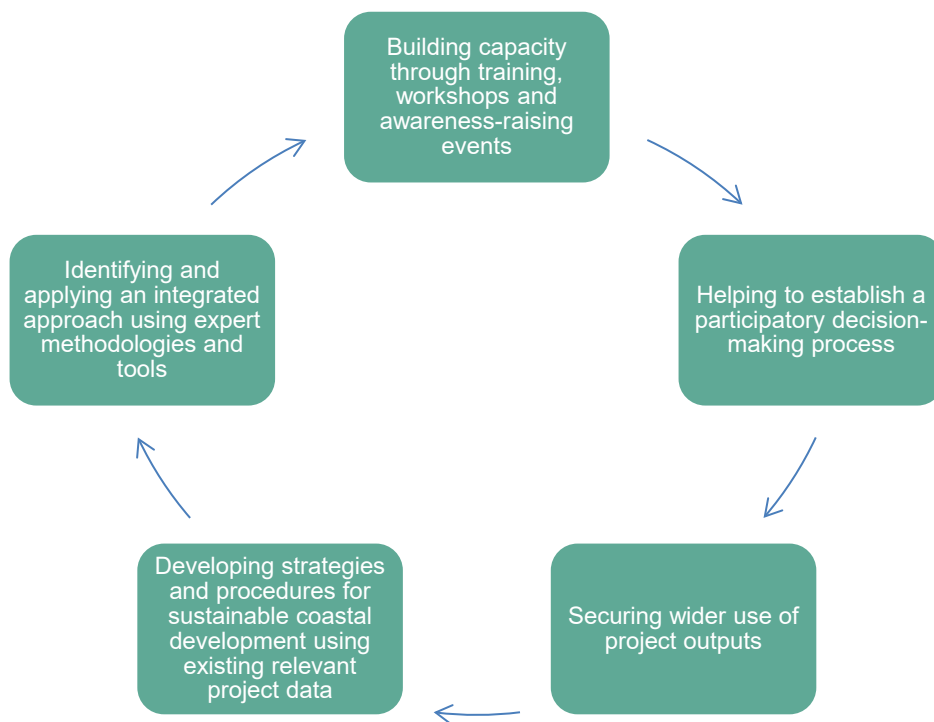 Building capacity
through training,
workshops and
awareness-raising
events
Helping to establish a
participatory decision-
making process
Securing wider use of
project outputs
Developing strategies
and procedures for
sustainable coastal
development using
existing relevant
project data
Identifying and
applying an integrated
approach using expert
methodologies and
tools